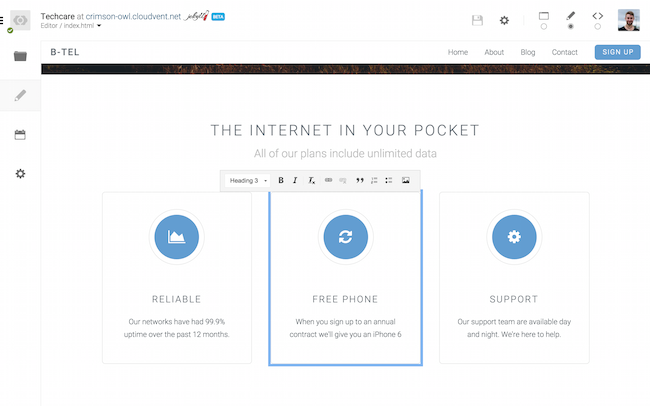 Techcare at crimson-owl.cloudvent.net jekyll BETA
Editor / index.html
B-TEL
Home About Blog Contact SIGN UP
THE INTERNET IN YOUR POCKET
All of our plans include unlimited data
Heading 3 B I Tx
RELIABLE
Our networks have had 99.9%
uptime over the past 12 months.
FREE PHONE
When you sign up to an annual
contract we'll give you an iPhone 6
SUPPORT
Our support team are available day
and night. We're here to help.